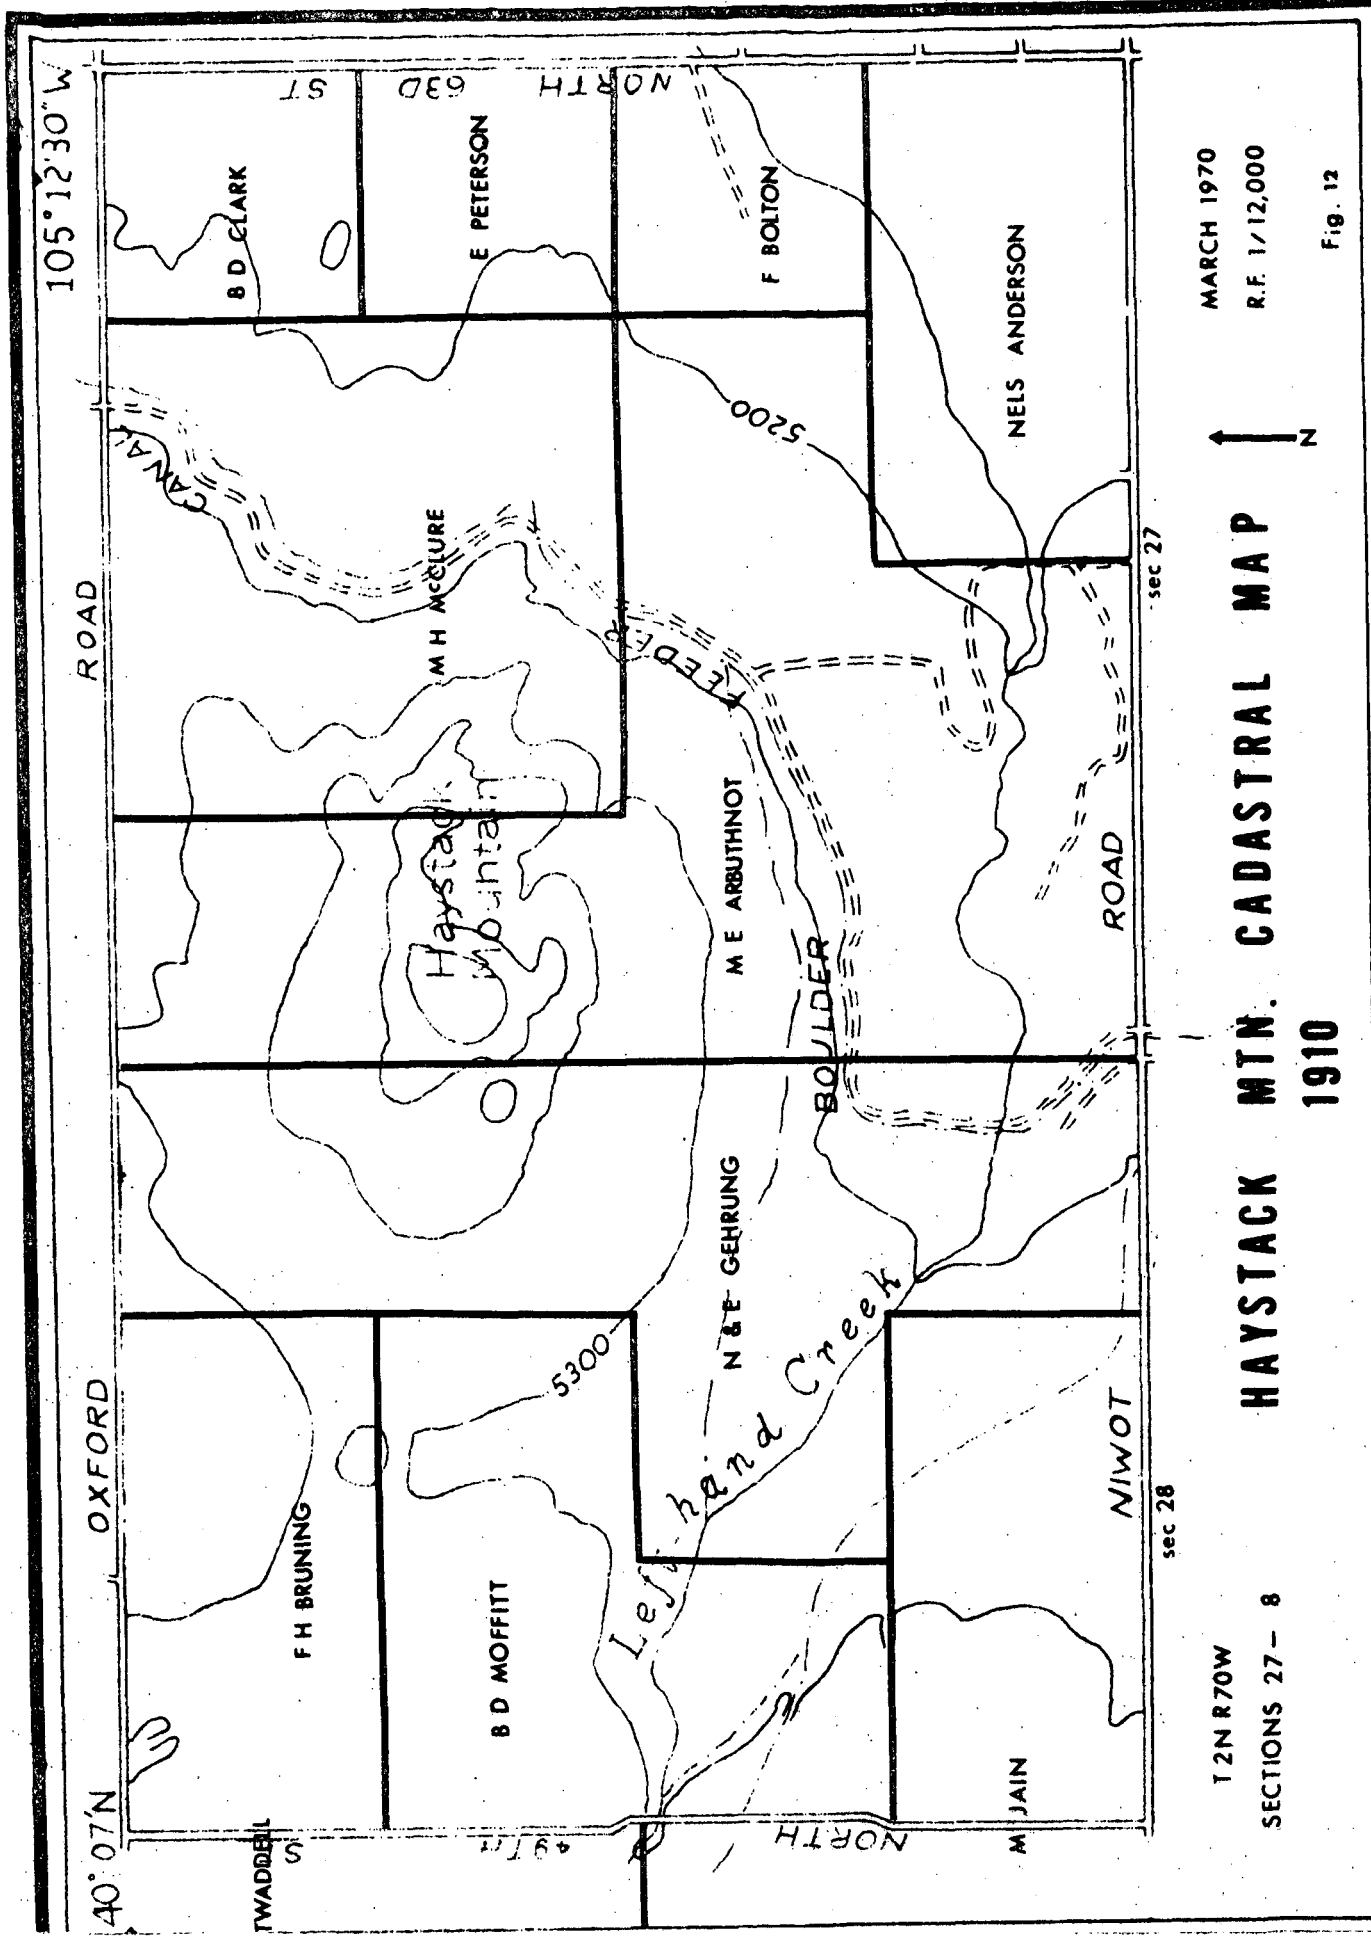 40° 07'N
105° 12'30" W
OXFORD ROAD
TWADDELL
F H BRUNING
B D CLARK
NORTH 63D ST
CANAL
B D MOFFITT
Haystack
Mountain
M H McCLURE
E PETERSON
5300
49TH S
Left hand Creek
N & E GEHRUNG
M E ARBUTHNOT
FEEDER
5200
F BOLTON
BOULDER
NORTH
M JAIN
NELS ANDERSON
NIWOT ROAD
sec 28
sec 27
T 2 N R 70W
SECTIONS 27— 8
HAYSTACK MTN. CADASTRAL MAP
1910
N
MARCH 1970
R.F. 1/12,000
Fig. 12